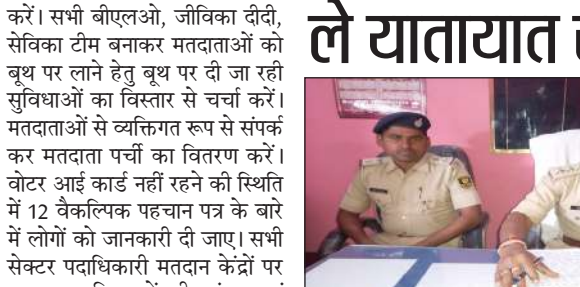 करें। सभी बीएलओ, जीविका दीदी,
सेविका टीम बनाकर मतदाताओं को
बूथ पर लाने हेतु बूथ पर दी जा रही
सुविधाओं का विस्तार से चर्चा करें।
मतदाताओं से व्यक्तिगत रूप से संपर्क
कर मतदाता पर्ची का वितरण करें।
वोटर आई कार्ड नहीं रहने की स्थिति
में 12 वैकल्पिक पहचान पत्र के बारे
में लोगों को जानकारी दी जाए। सभी
सेक्टर पदाधिकारी मतदान केंद्रों पर
ले यातायात